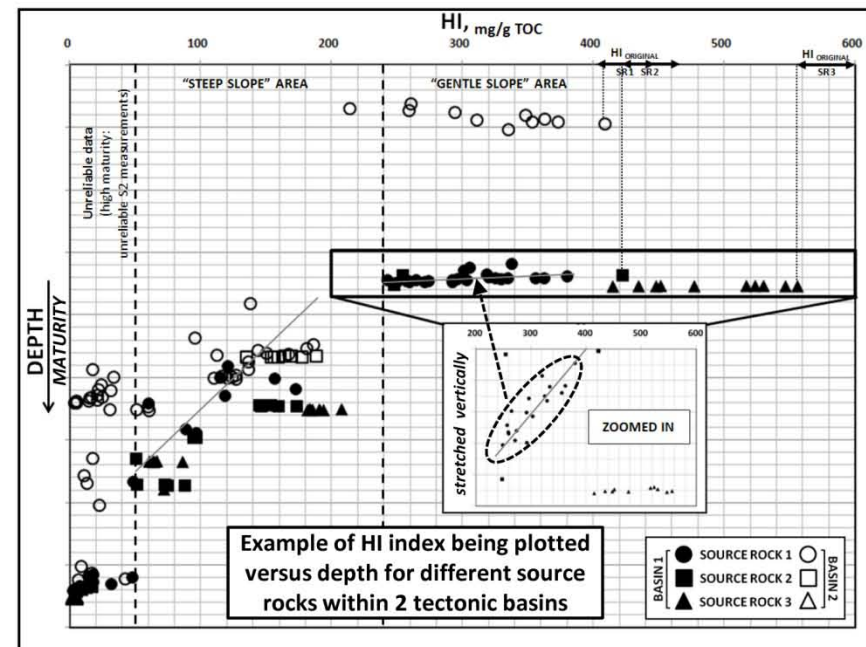 HI, mg/g TOC
0 100 200 300 400 500 600
HI ORIGINAL
SR1 SR2
HI ORIGINAL
SR3
"STEEP SLOPE" AREA
"GENTLE SLOPE" AREA
Unreliable data
(high maturity:
unreliable S2 measurements)
DEPTH
MATURITY
200 300 400 500 600
stretched vertically
ZOOMED IN
Example of HI index being plotted
versus depth for different source
rocks within 2 tectonic basins
BASIN 1
SOURCE ROCK 1
SOURCE ROCK 2
SOURCE ROCK 3
BASIN 2